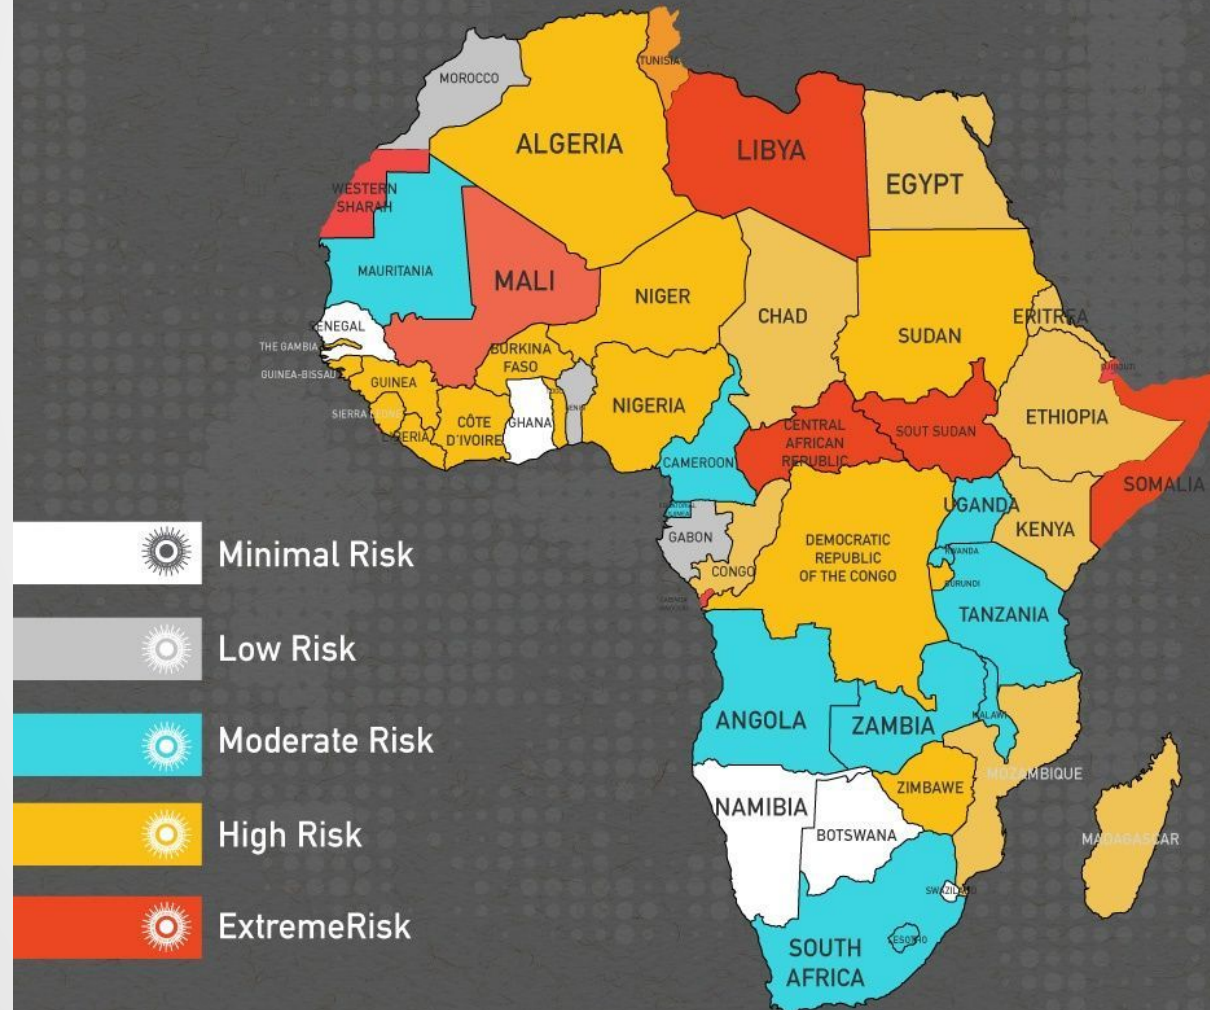 TUNISIA
MOROCCO
ALGERIA
LIBYA
EGYPT
WESTERN
SHARAH
MAURITANIA
MALI
NIGER
CHAD
SUDAN
ERITREA
SENEGAL
THE GAMBIA
GUINEA-BISSAU
BURKINA
FASO
DJIBOUTI
GUINEA
NIGERIA
ETHIOPIA
SIERRA LEONE
CÔTE
D'IVOIRE
GHANA
BENIN
LIBERIA
CENTRAL
AFRICAN
REPUBLIC
SOUT SUDAN
CAMEROON
SOMALIA
EQUATORIAL
GUINEA
UGANDA
KENYA
GABON
DEMOCRATIC
REPUBLIC
OF THE CONGO
RWANDA
CONGO
BURUNDI
TANZANIA
ANGOLA
ZAMBIA
MALAWI
MOZAMBIQUE
ZIMBAWE
NAMIBIA
BOTSWANA
MADAGASCAR
SWAZILAND
LESOTHO
SOUTH
AFRICA
Minimal Risk
Low Risk
Moderate Risk
High Risk
ExtremeRisk